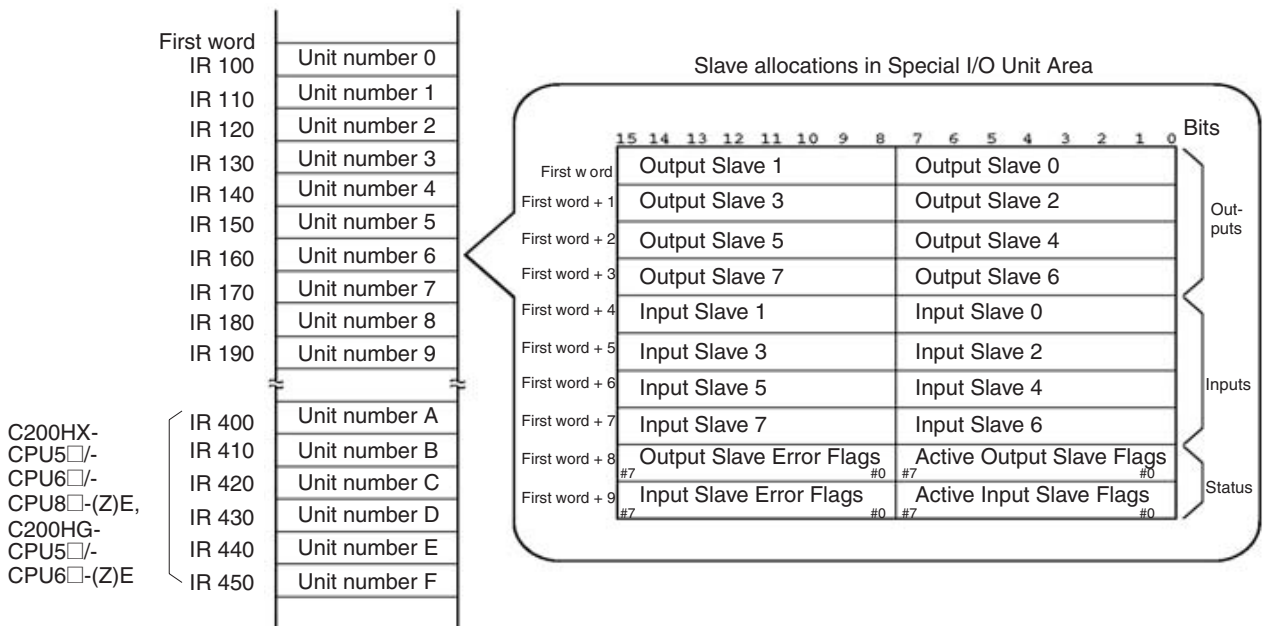 First word
IR 100 Unit number 0
IR 110 Unit number 1
IR 120 Unit number 2
IR 130 Unit number 3
IR 140 Unit number 4
IR 150 Unit number 5
IR 160 Unit number 6
IR 170 Unit number 7
IR 180 Unit number 8
IR 190 Unit number 9
C200HX-
CPU5□/-
CPU6□/-
CPU8□-(Z)E,
C200HG-
CPU5□/-
CPU6□-(Z)E
IR 400 Unit number A
IR 410 Unit number B
IR 420 Unit number C
IR 430 Unit number D
IR 440 Unit number E
IR 450 Unit number F
Slave allocations in Special I/O Unit Area
15 14 13 12 11 10 9 8 7 6 5 4 3 2 1 0 Bits
First word Output Slave 1 Output Slave 0
First word + 1 Output Slave 3 Output Slave 2
First word + 2 Output Slave 5 Output Slave 4
First word + 3 Output Slave 7 Output Slave 6
Out-
puts
First word + 4 Input Slave 1 Input Slave 0
First word + 5 Input Slave 3 Input Slave 2
First word + 6 Input Slave 5 Input Slave 4
First word + 7 Input Slave 7 Input Slave 6
Inputs
First word + 8 Output Slave Error Flags Active Output Slave Flags
#7 #0 #7 #0
First word + 9 Input Slave Error Flags Active Input Slave Flags
#7 #0 #7 #0
Status